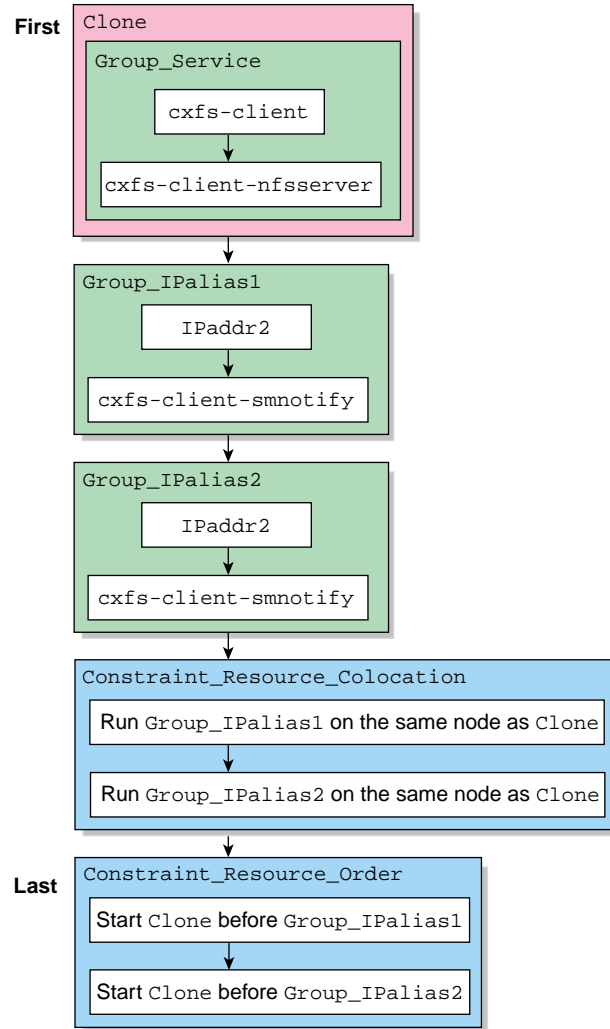 First
Clone
Group_Service
cxfs-client
cxfs-client-nfsserver
Group_IPalias1
IPaddr2
cxfs-client-smnotify
Group_IPalias2
IPaddr2
cxfs-client-smnotify
Constraint_Resource_Colocation
Run Group_IPalias1 on the same node as Clone
Run Group_IPalias2 on the same node as Clone
Last
Constraint_Resource_Order
Start Clone before Group_IPalias1
Start Clone before Group_IPalias2